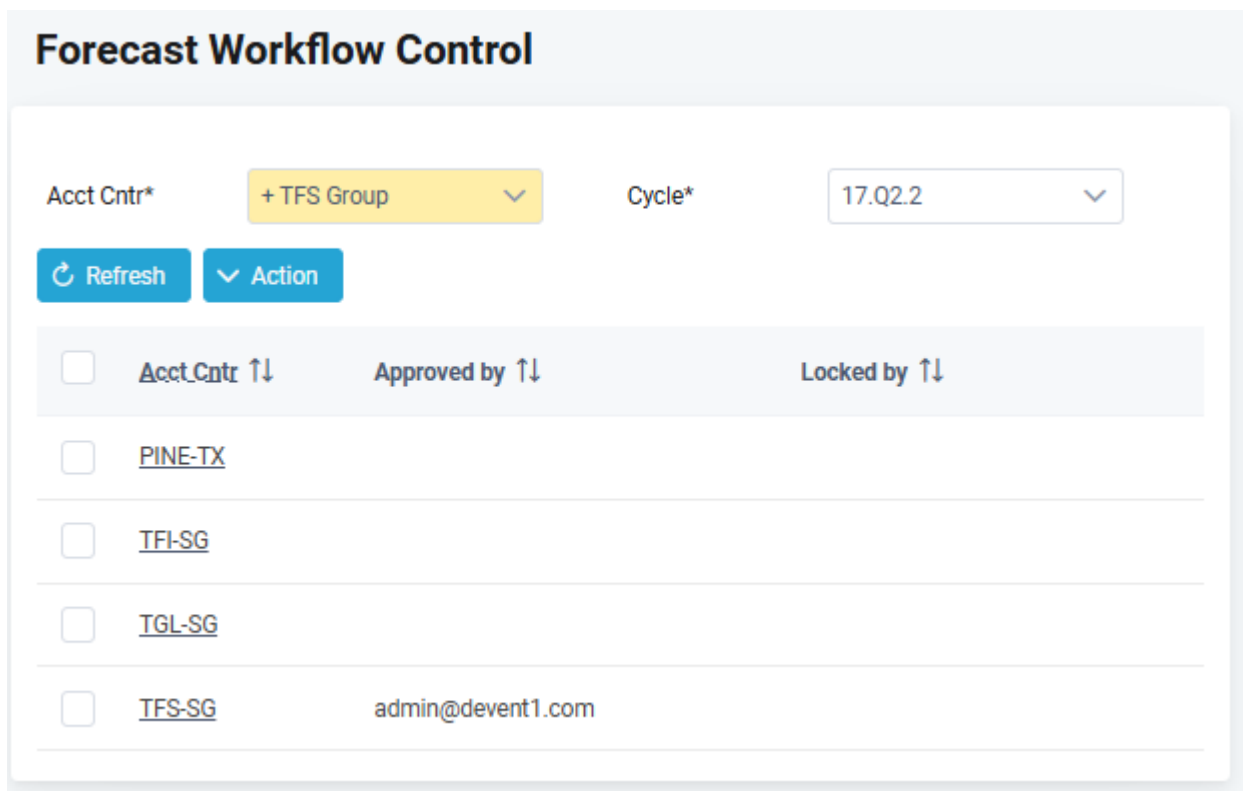 Forecast Workflow Control
Acct Cntr* + TFS Group Cycle* 17.Q2.2
Refresh Action
Acct Cntr Approved by Locked by
PINE-TX
TFI-SG
TGL-SG
TFS-SG admin@devent1.com